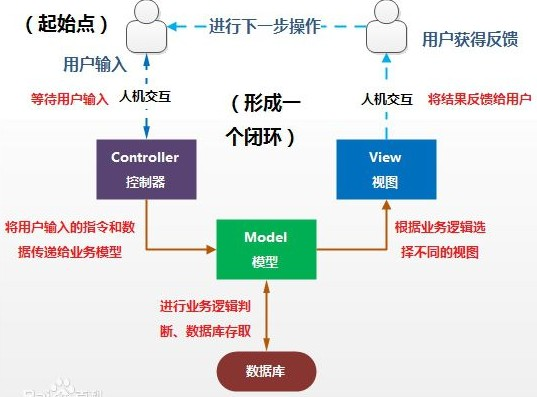 （起始点）
进行下一步操作
用户输入
用户获得反馈
等待用户输入
人机交互
（形成一
个闭环）
人机交互
将结果反馈给用户
Controller
控制器
View
视图
将用户输入的指令和数
据传递给业务模型
Model
模型
根据业务逻辑选
择不同的视图
进行业务逻辑判
断、数据库存取
数据库